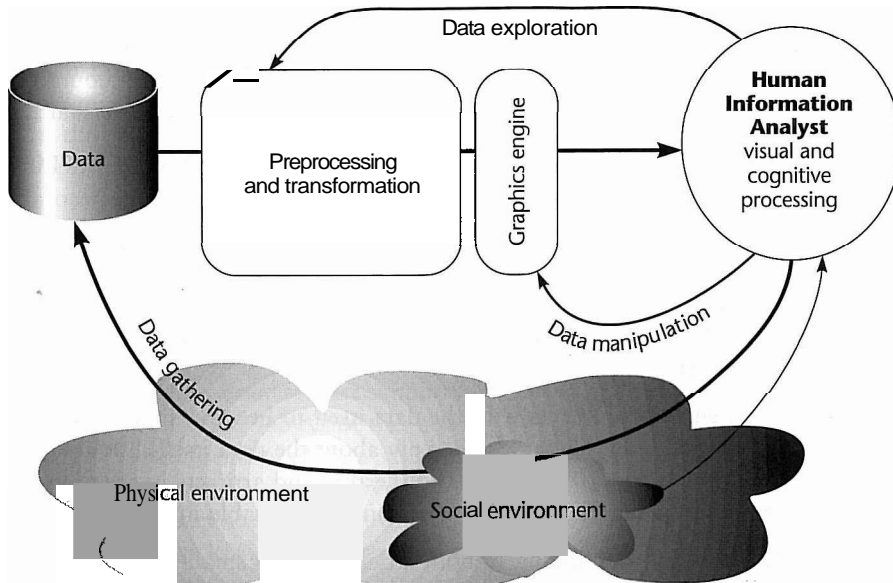 Data exploration
Human
Information
Analyst
visual and
cognitive
processing
Data
Preprocessing
and transformation
Graphics engine
Data manipulation
Data gathering
Physical environment
Social environment